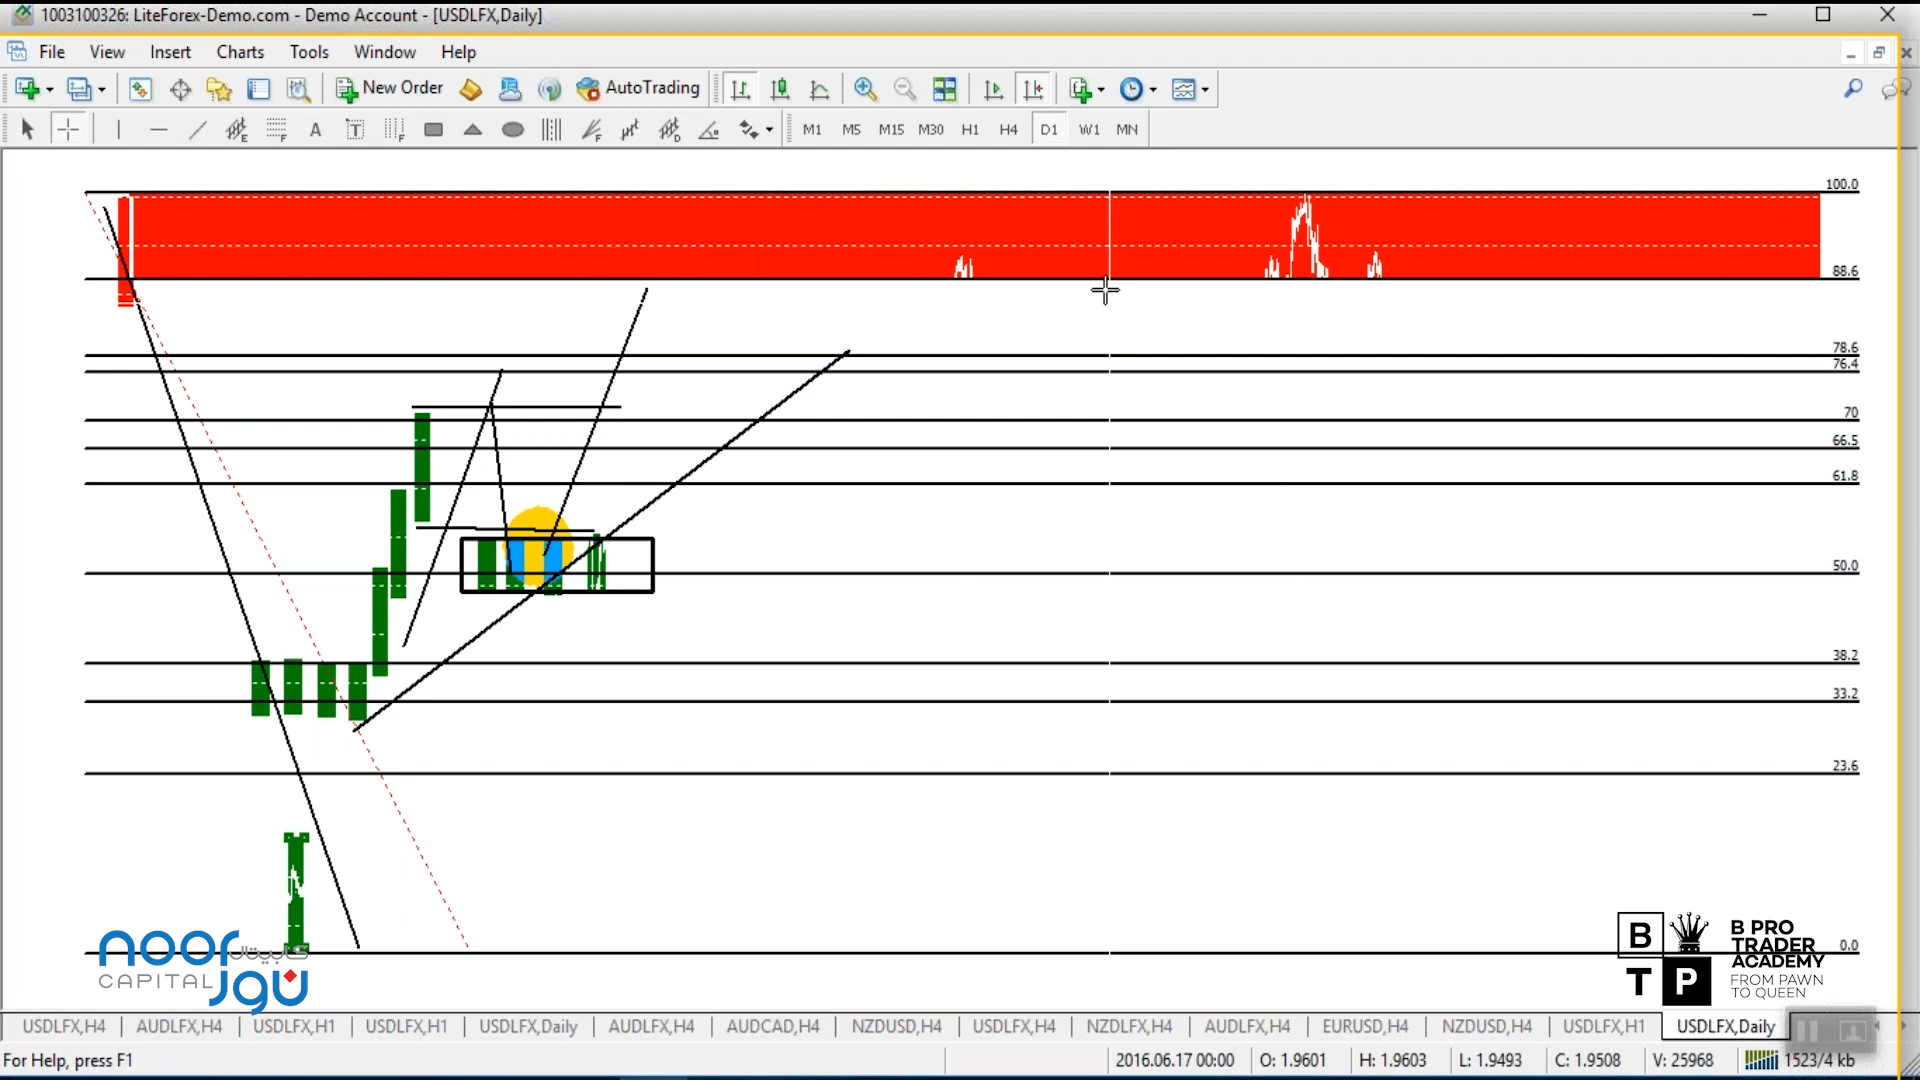 1003100326: LiteForex-Demo.com - Demo Account - [USDLFX,Daily]
File View Insert Charts Tools Window Help
New Order AutoTrading
A T M1 M5 M15 M30 H1 H4 D1 W1 MN
100.0
88.6
78.6
76.4
70
66.5
61.8
50.0
38.2
33.2
23.6
0.0
noor كابيتال
CAPITAL نور
B T P
B PRO
TRADER
ACADEMY
FROM PAWN
TO QUEEN
USDLFX,H4 AUDLFX,H4 USDLFX,H1 USDLFX,H1 USDLFX,Daily AUDLFX,H4 AUDCAD,H4 NZDUSD,H4 USDLFX,H4 NZDLFX,H4 AUDLFX,H4 EURUSD,H4 NZDUSD,H4 USDLFX,H1 USDLFX,Daily
For Help, press F1 2016.06.17 00:00 O: 1.9601 H: 1.9603 L: 1.9493 C: 1.9508 V: 25968 1523/4 kb